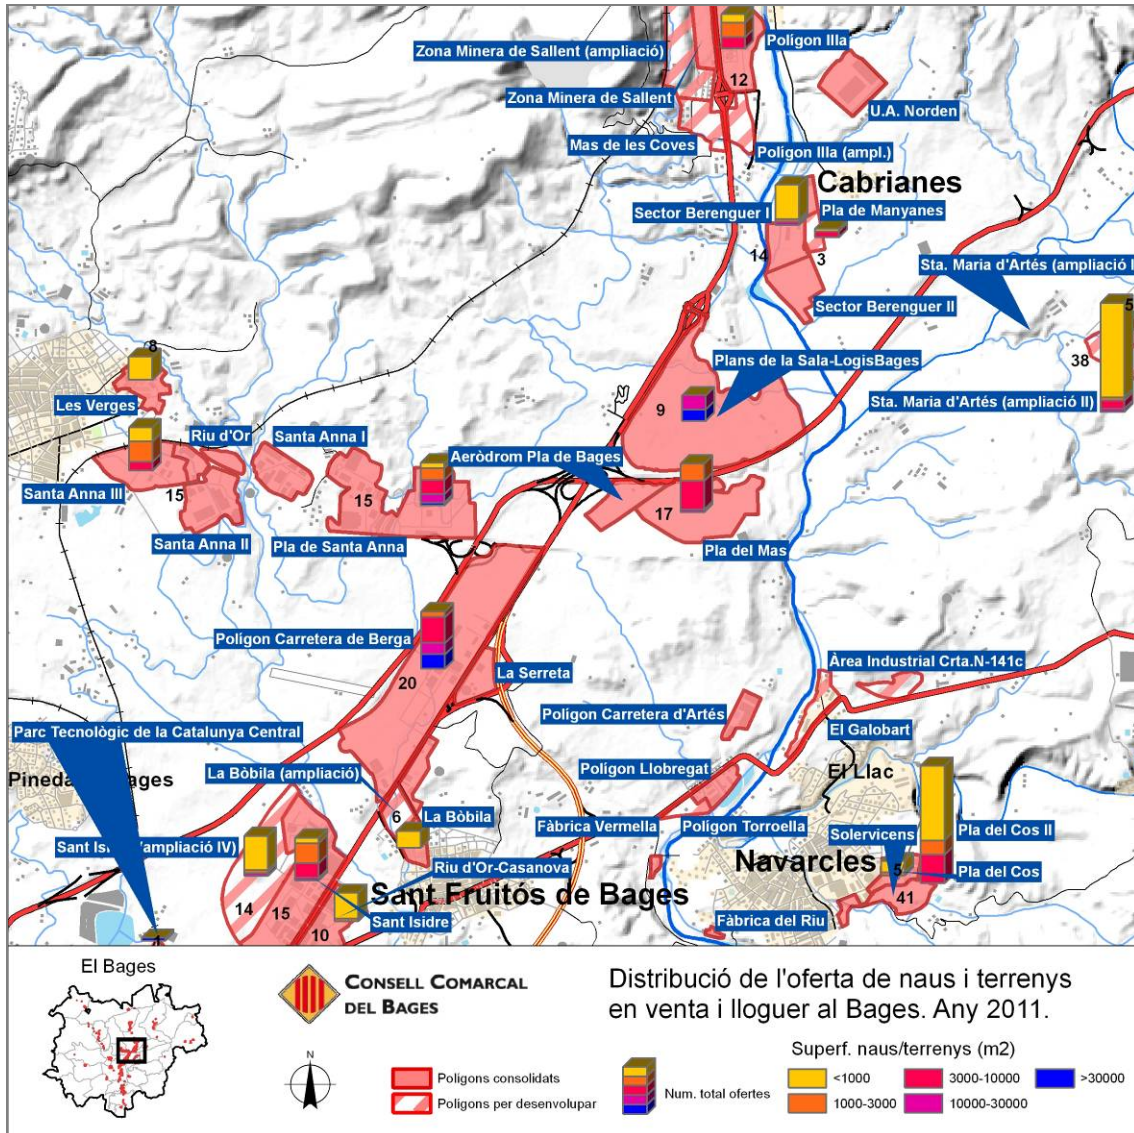 Zona Minera de Sallent (ampliació)
Polígon IIIa
12
Zona Minera de Sallent
U.A. Norden
Mas de les Coves
Polígon IIIa (ampl.)
Cabrianes
Sector Berenguer I
Pla de Manyanes
14
3
Sta. Maria d'Artés (ampliació I
5
Sector Berenguer II
8
Plans de la Sala-LogisBages
38
Les Verges
9
Sta. Maria d'Artés (ampliació II)
Riu d'Or
Santa Anna I
Aeròdrom Pla de Bages
Santa Anna III
15
15
17
Santa Anna II
Pla de Santa Anna
Pla del Mas
Polígon Carretera de Berga
La Serreta
Àrea Industrial Crta.N-141c
20
Polígon Carretera d'Artés
Parc Tecnològic de la Catalunya Central
El Galobart
La Bòbila (ampliació)
Polígon Llobregat
El Llac
Pineda Bages
6
La Bòbila
Fàbrica Vermella
Polígon Torroella
Solervicens
Pla del Cos II
Sant Isidre (ampliació IV)
Riu d'Or-Casanova
Navarcles
5
Pla del Cos
Sant Fruitós de Bages
41
14
15
Sant Isidre
Fàbrica del Riu
10
El Bages
CONSELL COMARCAL
DEL BAGES
Distribució de l'oferta de naus i terrenys
en venta i lloguer al Bages. Any 2011.
Superf. naus/terrenys (m2)
N
Polígons consolidats
Polígons per desenvolupar
Num. total ofertes
<1000
3000-10000
>30000
1000-3000
10000-30000